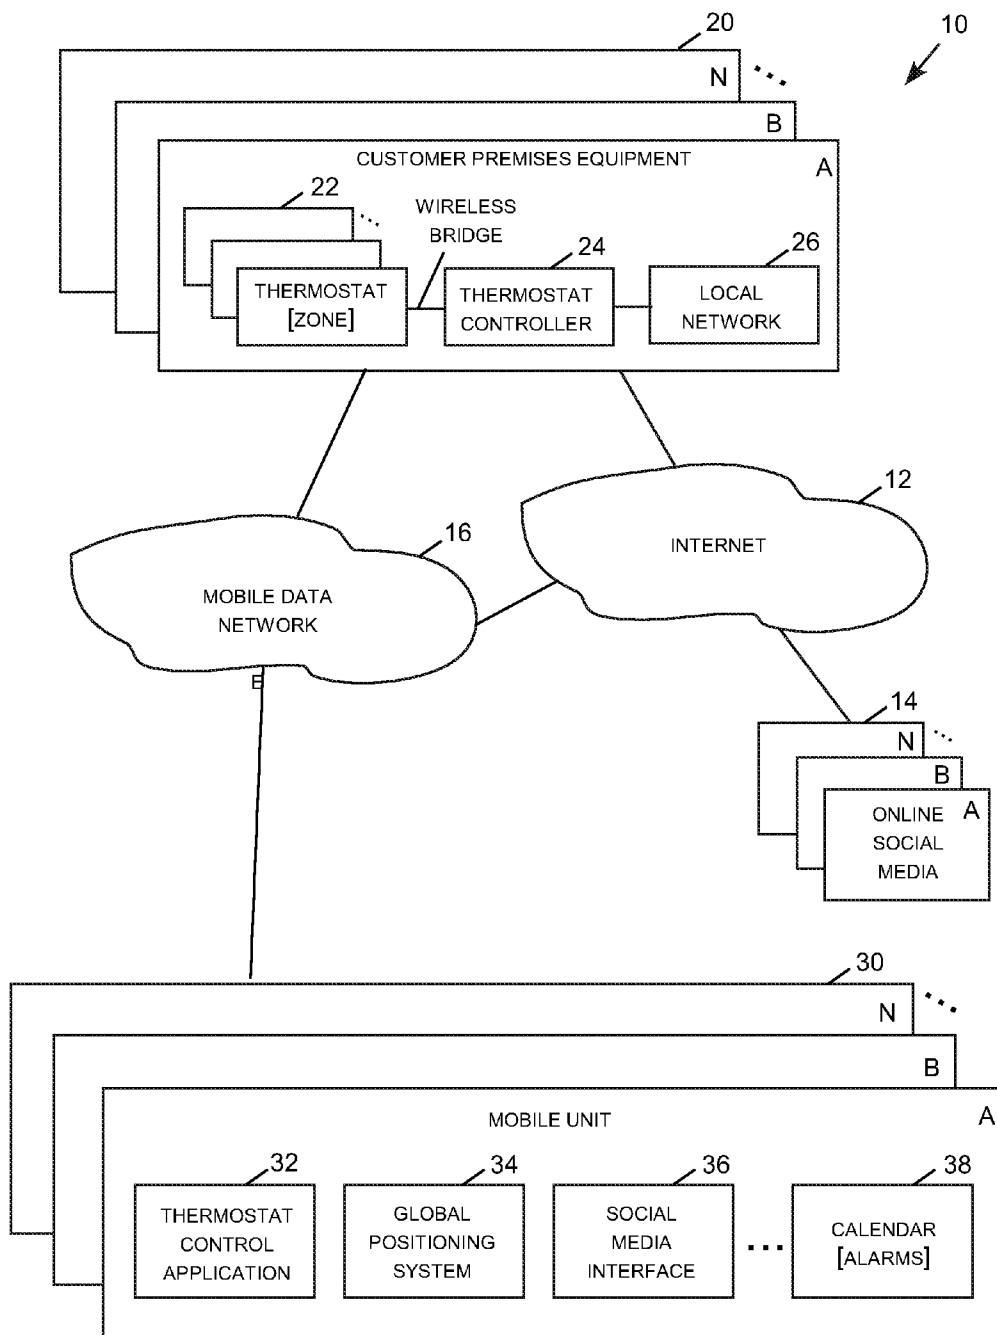 20
10
N
B
CUSTOMER PREMISES EQUIPMENT
A
22
WIRELESS
BRIDGE
24
26
THERMOSTAT
[ZONE]
THERMOSTAT
CONTROLLER
LOCAL
NETWORK
12
16
INTERNET
MOBILE DATA
NETWORK
E
14
N
B
A
ONLINE
SOCIAL
MEDIA
30
N
B
A
MOBILE UNIT
32
34
36
38
THERMOSTAT
CONTROL
APPLICATION
GLOBAL
POSITIONING
SYSTEM
SOCIAL
MEDIA
INTERFACE
...
CALENDAR
[ALARMS]